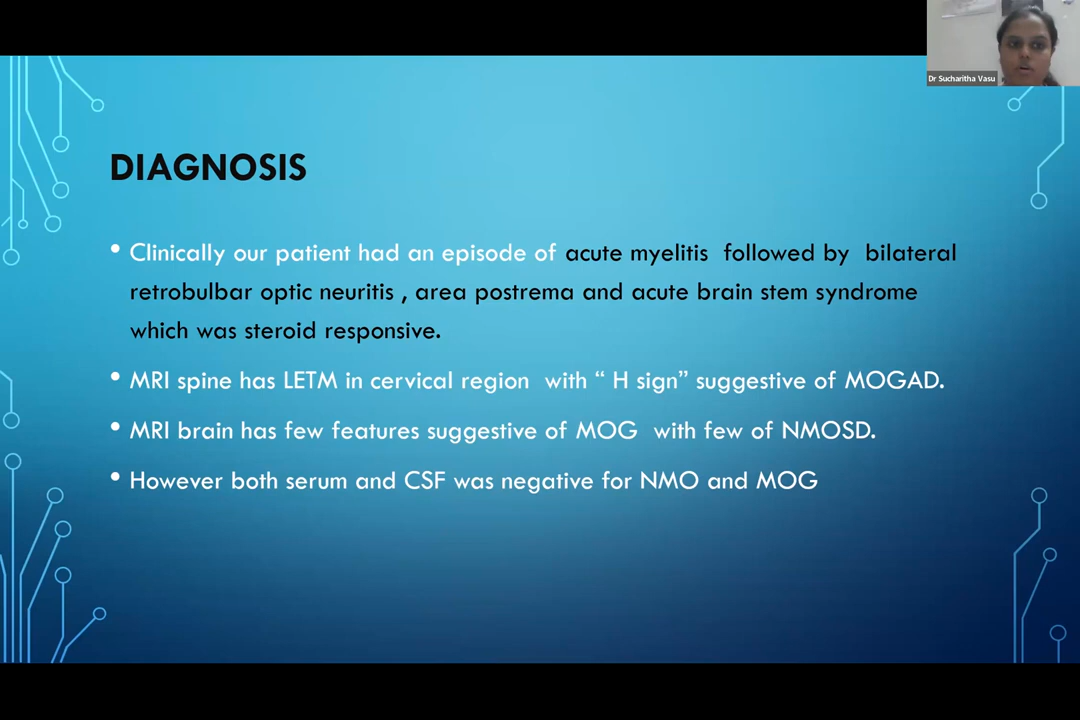 Dr Sucharitha Vasu
DIAGNOSIS
• Clinically our patient had an episode of acute myelitis followed by bilateral
retrobulbar optic neuritis , area postrema and acute brain stem syndrome
which was steroid responsive.
• MRI spine has LETM in cervical region with “ H sign” suggestive of MOGAD.
• MRI brain has few features suggestive of MOG with few of NMOSD.
• However both serum and CSF was negative for NMO and MOG